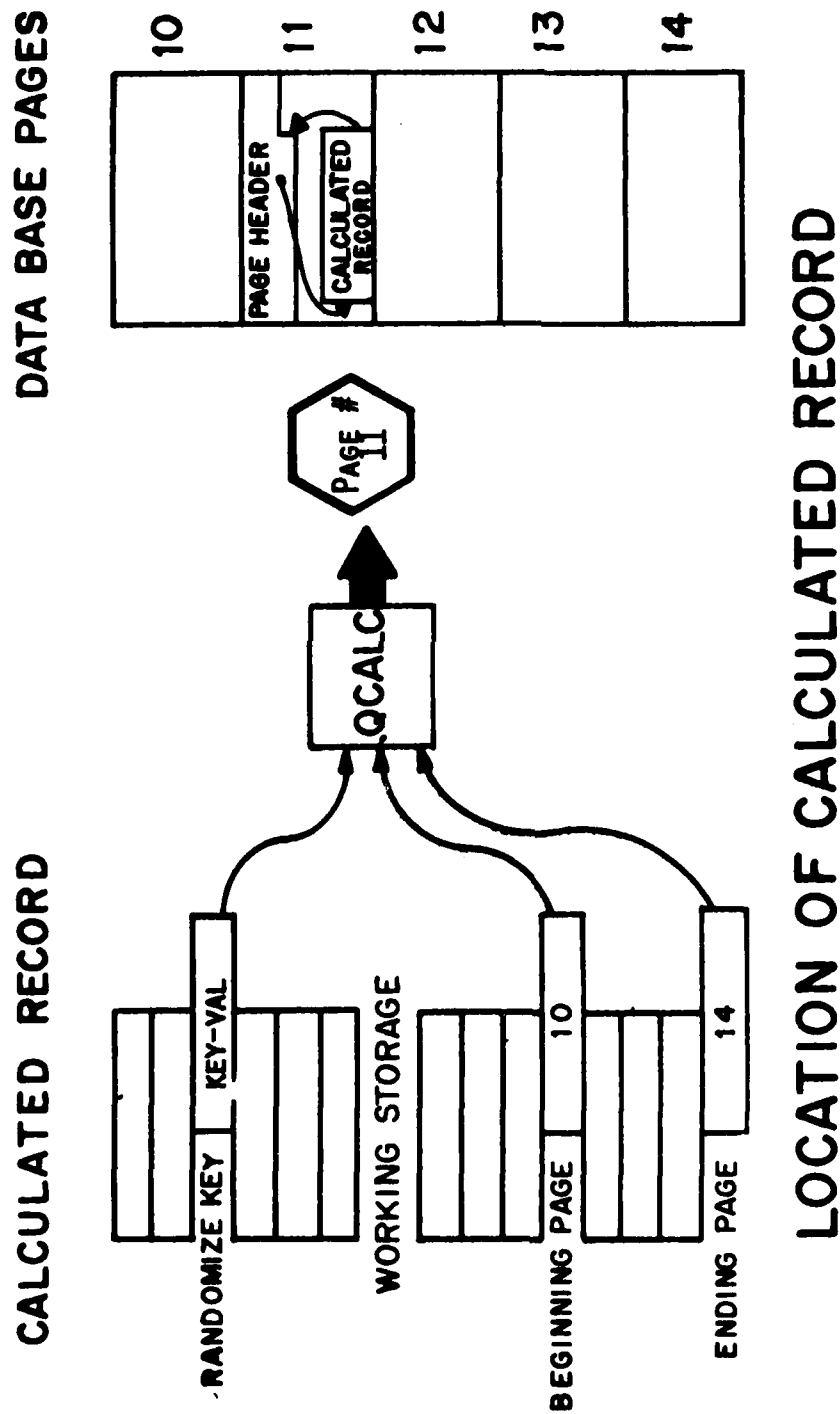 CALCULATED RECORD
RANDOMIZE KEY
KEY-VAL
WORKING STORAGE
BEGINNING PAGE
10
ENDING PAGE
14
QCALC
PAGE #
11
DATA BASE PAGES
10
PAGE HEADER
11
CALCULATED
RECORD
12
13
14
LOCATION OF CALCULATED RECORD